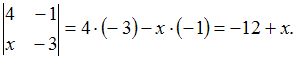 |4 −1|
|x −3| = 4·(−3)−x·(−1) = −12+x.